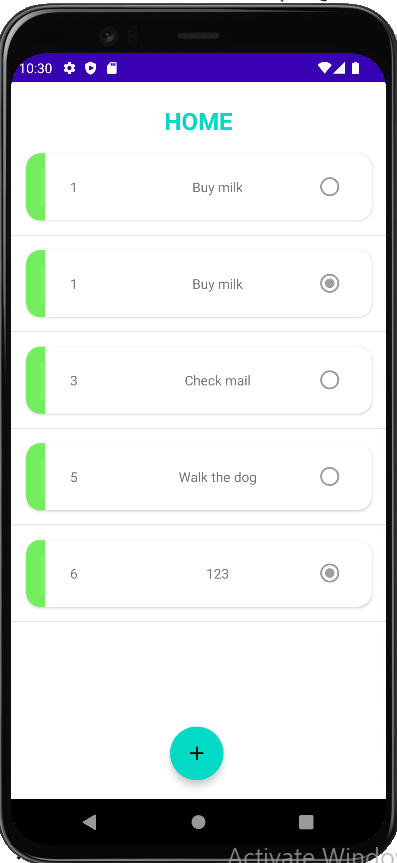 10:30
HOME
1 Buy milk
1 Buy milk
3 Check mail
5 Walk the dog
6 123
+
Activate Windo